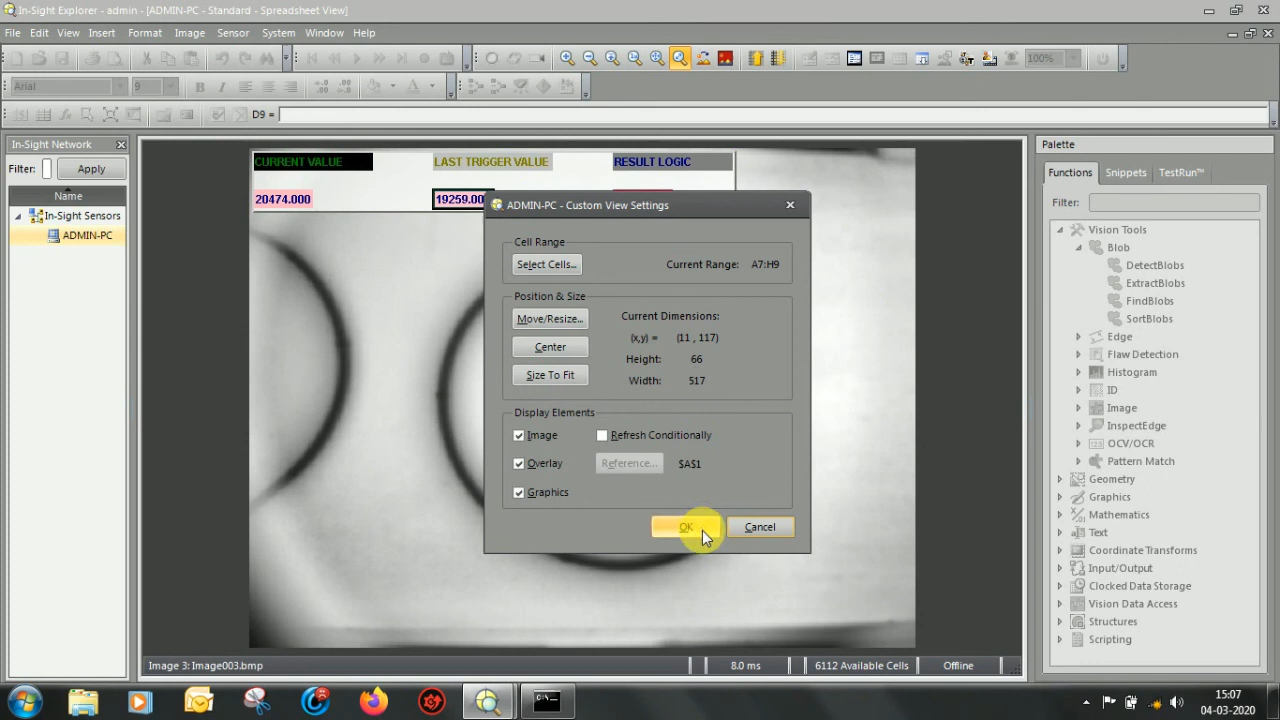 In-Sight Explorer - admin - [ADMIN-PC - Standard - Spreadsheet View]
File Edit View Insert Format Image Sensor System Window Help
100%
Arial 9
D9 =
In-Sight Network
Filter: Apply
Name
In-Sight Sensors
ADMIN-PC
CURRENT VALUE LAST TRIGGER VALUE RESULT LOGIC
20474.000 19259.00
ADMIN-PC - Custom View Settings
Cell Range
Select Cells... Current Range: A7:H9
Position & Size
Move/Resize... Current Dimensions:
(x,y) = (11 , 117)
Center
Height: 66
Size To Fit
Width: 517
Display Elements
Image Refresh Conditionally
Overlay Reference... $A$1
Graphics
OK Cancel
Palette
Functions Snippets TestRun™
Filter:
Vision Tools
Blob
DetectBlobs
ExtractBlobs
FindBlobs
SortBlobs
Edge
Flaw Detection
Histogram
ID
Image
InspectEdge
OCV/OCR
Pattern Match
Geometry
Graphics
Mathematics
Text
Coordinate Transforms
Input/Output
Clocked Data Storage
Vision Data Access
Structures
Scripting
Image 3: Image003.bmp 8.0 ms 6112 Available Cells Offline
15:07
04-03-2020